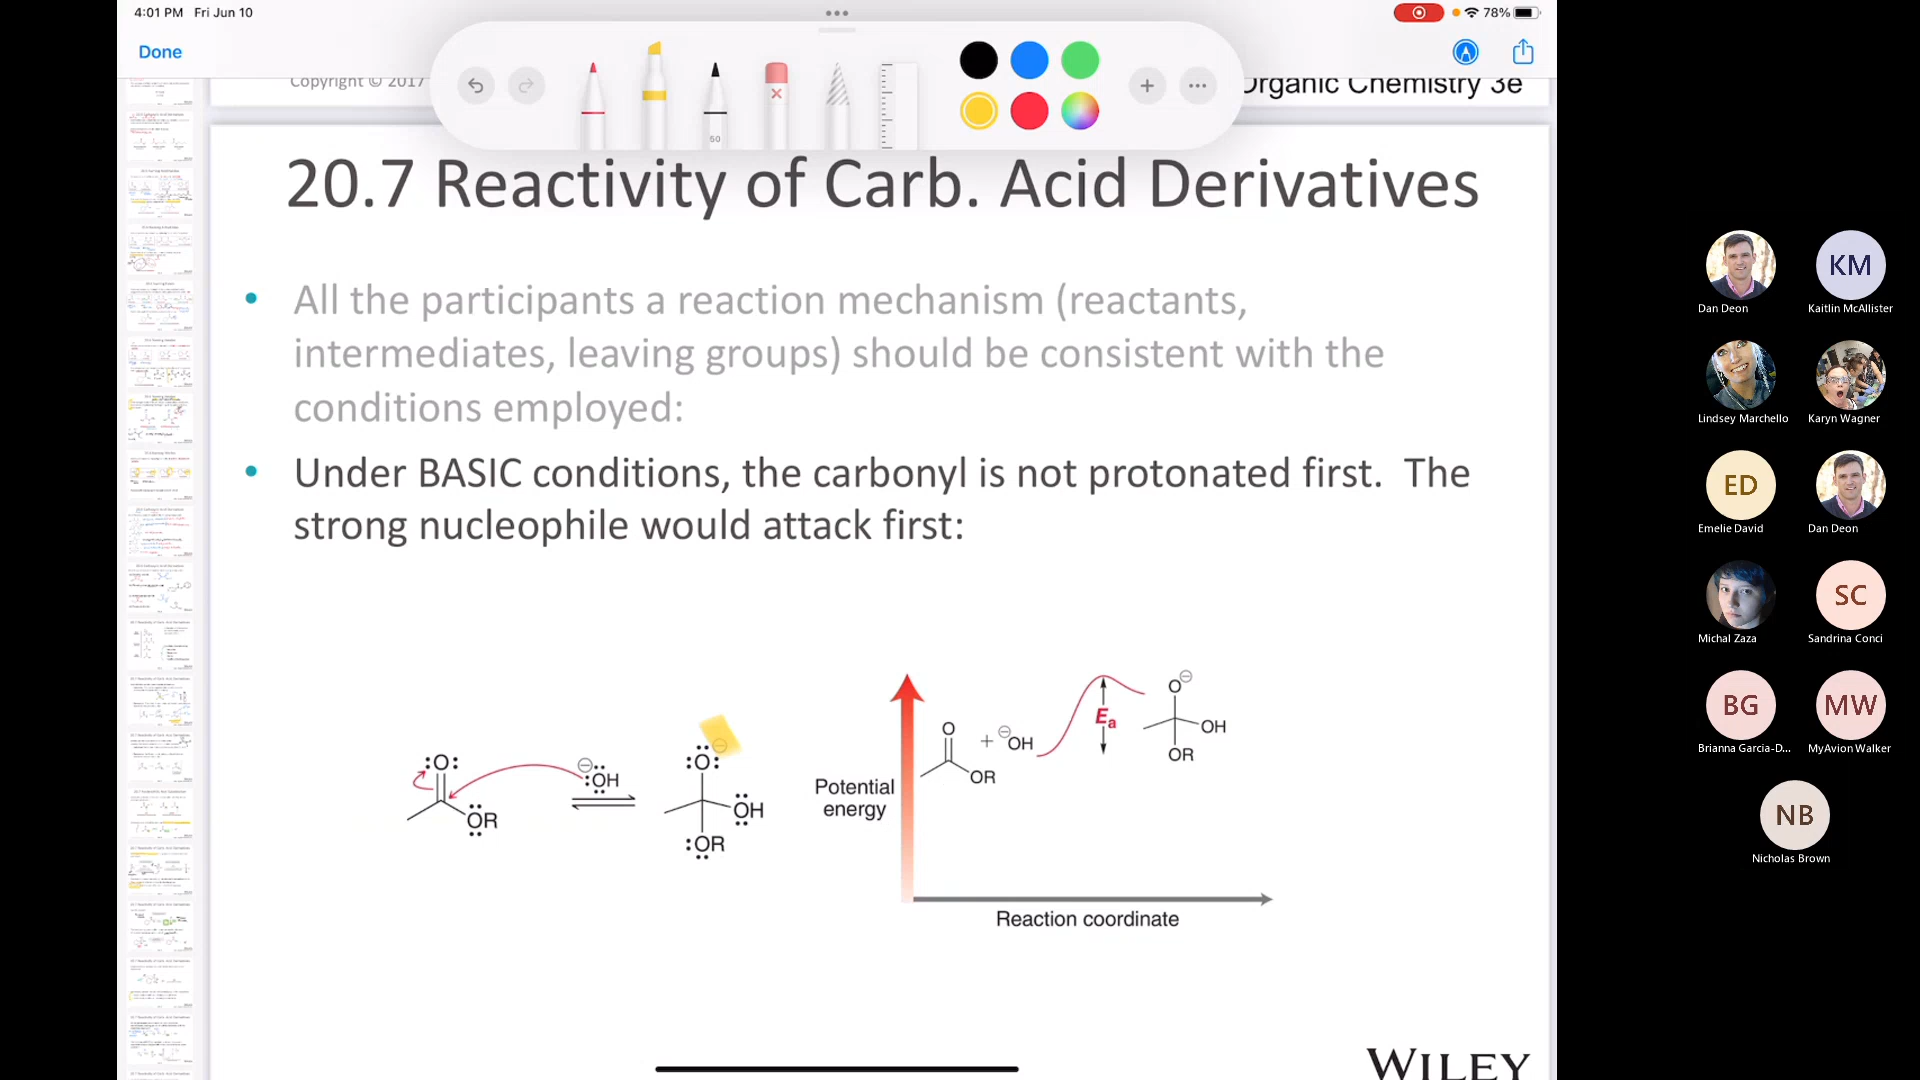 4:01 PM Fri Jun 10
78%
Done
Copyright © 2017
Organic Chemistry 3e
50
20.7 Reactivity of Carb. Acid Derivatives
• All the participants a reaction mechanism (reactants,
intermediates, leaving groups) should be consistent with the
conditions employed:
• Under BASIC conditions, the carbonyl is not protonated first. The
strong nucleophile would attack first:
:O:
OR
⊖
:OH
⊖
:O:
OH
:OR
Potential
energy
O
OR
+ ⊖OH
Ea
O⊖
OH
OR
Reaction coordinate
WILEY
Dan Deon
KM
Kaitlin McAllister
Lindsey Marchello
Karyn Wagner
ED
Emelie David
Dan Deon
Michal Zaza
SC
Sandrina Conci
BG
Brianna Garcia-D...
MW
MyAvion Walker
NB
Nicholas Brown